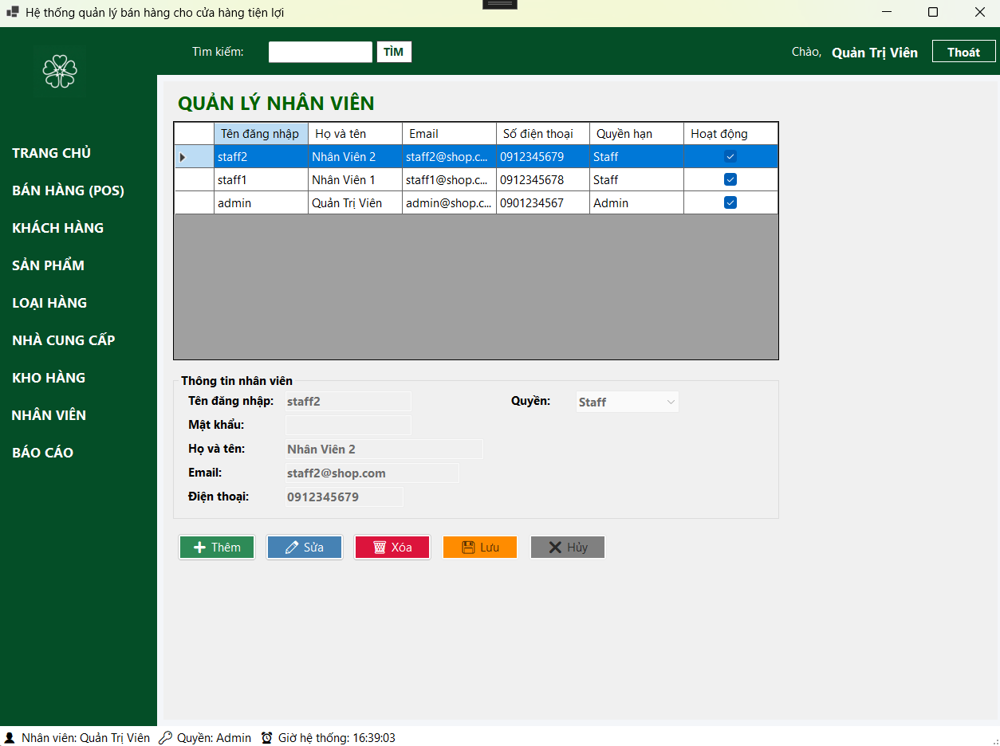 Hệ thống quản lý bán hàng cho cửa hàng tiện lợi
Tìm kiếm: TÌM Chào, Quản Trị Viên Thoát
TRANG CHỦ
BÁN HÀNG (POS)
KHÁCH HÀNG
SẢN PHẨM
LOẠI HÀNG
NHÀ CUNG CẤP
KHO HÀNG
NHÂN VIÊN
BÁO CÁO
QUẢN LÝ NHÂN VIÊN
Tên đăng nhập Họ và tên Email Số điện thoại Quyền hạn Hoạt động
staff2 Nhân Viên 2 staff2@shop.c... 0912345679 Staff
staff1 Nhân Viên 1 staff1@shop.c... 0912345678 Staff
admin Quản Trị Viên admin@shop.c... 0901234567 Admin
Thông tin nhân viên
Tên đăng nhập: staff2 Quyền: Staff
Mật khẩu:
Họ và tên: Nhân Viên 2
Email: staff2@shop.com
Điện thoại: 0912345679
Thêm Sửa Xóa Lưu Hủy
Nhân viên: Quản Trị Viên Quyền: Admin Giờ hệ thống: 16:39:03